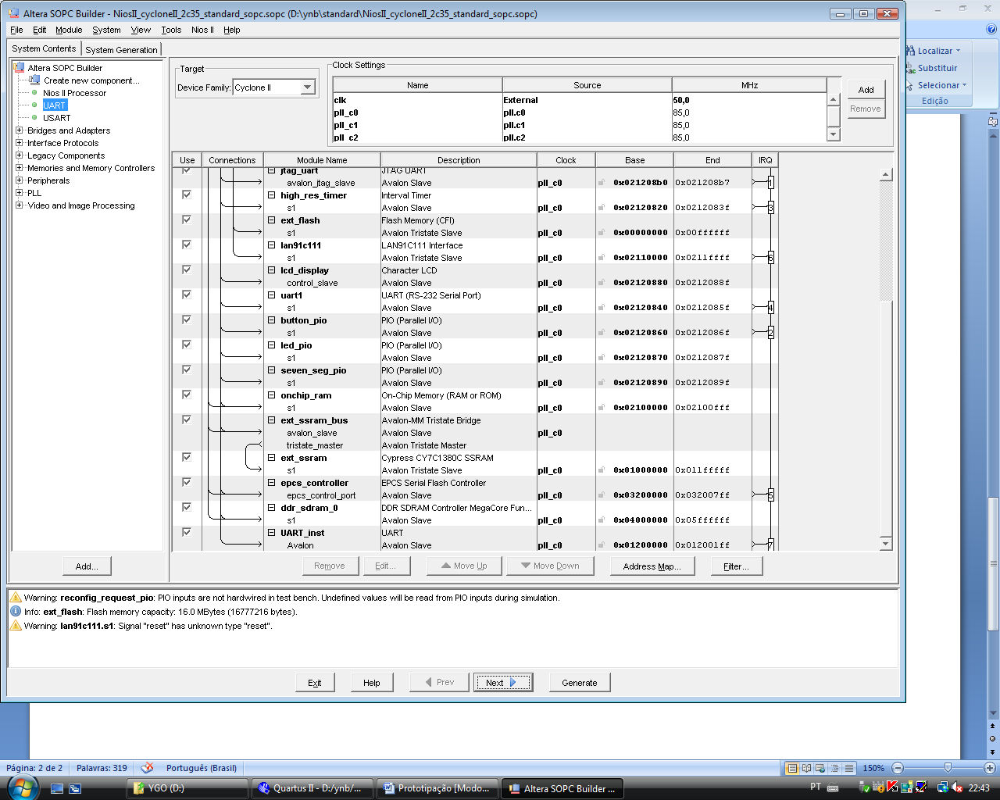 Altera SOPC Builder - NiosII_cycloneII_2c35_standard_sopc.sopc (D:\ynb\standard\NiosII_cycloneII_2c35_standard_sopc.sopc)
File Edit Module System View Tools Nios II Help
System Contents System Generation
Altera SOPC Builder
Create new component...
Nios II Processor
UART
USART
Bridges and Adapters
Interface Protocols
Legacy Components
Memories and Memory Controllers
Peripherals
PLL
Video and Image Processing
Add...
Target
Device Family: Cyclone II
Clock Settings
Name Source MHz
clk External 50,0
pll_c0 pll.c0 85,0
pll_c1 pll.c1 85,0
pll_c2 pll.c2 85,0
Add
Remove
Use Connections Module Name Description Clock Base End IRQ
jtag_uart JTAG UART
avalon_jtag_slave Avalon Slave pll_c0 0x021208b0 0x021208b7 1
high_res_timer Interval Timer
s1 Avalon Slave pll_c0 0x02120820 0x0212083f 3
ext_flash Flash Memory (CFI)
s1 Avalon Tristate Slave pll_c0 0x00000000 0x00ffffff
lan91c111 LAN91C111 Interface
s1 Avalon Tristate Slave pll_c0 0x02110000 0x0211ffff 6
lcd_display Character LCD
control_slave Avalon Slave pll_c0 0x02120880 0x0212088f
uart1 UART (RS-232 Serial Port)
s1 Avalon Slave pll_c0 0x02120840 0x0212085f 4
button_pio PIO (Parallel I/O)
s1 Avalon Slave pll_c0 0x02120860 0x0212086f 2
led_pio PIO (Parallel I/O)
s1 Avalon Slave pll_c0 0x02120870 0x0212087f
seven_seg_pio PIO (Parallel I/O)
s1 Avalon Slave pll_c0 0x02120890 0x0212089f
onchip_ram On-Chip Memory (RAM or ROM)
s1 Avalon Slave pll_c0 0x02100000 0x02100fff
ext_ssram_bus Avalon-MM Tristate Bridge
avalon_slave Avalon Slave pll_c0
tristate_master Avalon Tristate Master
ext_ssram Cypress CY7C1380C SSRAM
s1 Avalon Tristate Slave pll_c0 0x01000000 0x011fffff
epcs_controller EPCS Serial Flash Controller
epcs_control_port Avalon Slave pll_c0 0x03200000 0x032007ff 5
ddr_sdram_0 DDR SDRAM Controller MegaCore Fun...
s1 Avalon Slave pll_c0 0x04000000 0x05ffffff
UART_inst UART
Avalon Avalon Slave pll_c0 0x01200000 0x012001ff 7
Remove Edit... Move Up Move Down Address Map... Filter...
Warning: reconfig_request_pio: PIO inputs are not hardwired in test bench. Undefined values will be read from PIO inputs during simulation.
Info: ext_flash: Flash memory capacity: 16.0 MBytes (16777216 bytes).
Warning: lan91c111.s1: Signal "reset" has unknown type "reset".
Exit Help Prev Next Generate
Localizar
Substituir
Selecionar
Edição
Página: 2 de 2 Palavras: 319 Português (Brasil) 150%
YGO (D:) Quartus II - D:/ynb/... Prototipação [Modo... Altera SOPC Builder ... PT 22:43